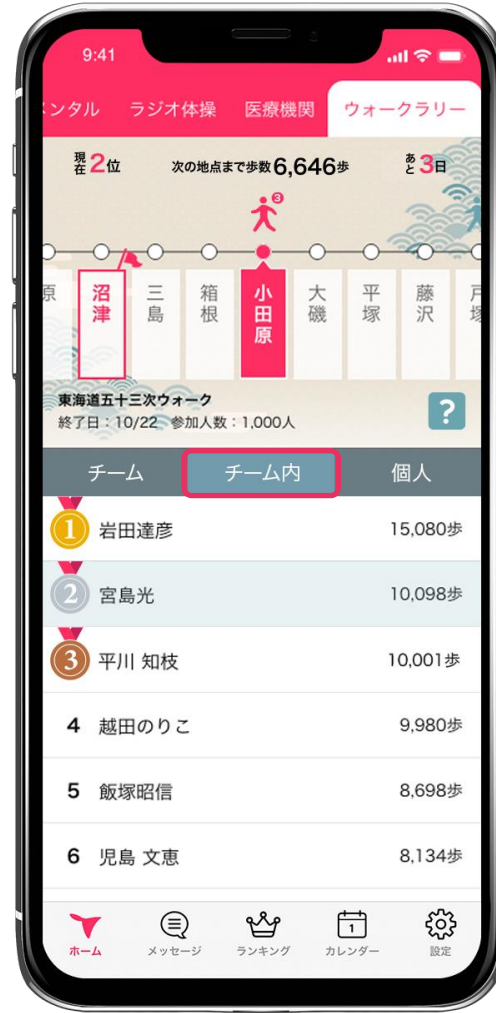 9:41
メンタル ラジオ体操 医療機関 ウォークラリー
現在2位 次の地点まで歩数6,646歩 あと3日
3
原 沼津 三島 箱根 小田原 大磯 平塚 藤沢 戸塚
東海道五十三次ウォーク
終了日：10/22 参加人数：1,000人
?
チーム チーム内 個人
1 岩田達彦 15,080歩
2 宮島光 10,098歩
3 平川 知枝 10,001歩
4 越田のりこ 9,980歩
5 飯塚昭信 8,698歩
6 児島 文恵 8,134歩
1
ホーム メッセージ ランキング カレンダー 設定